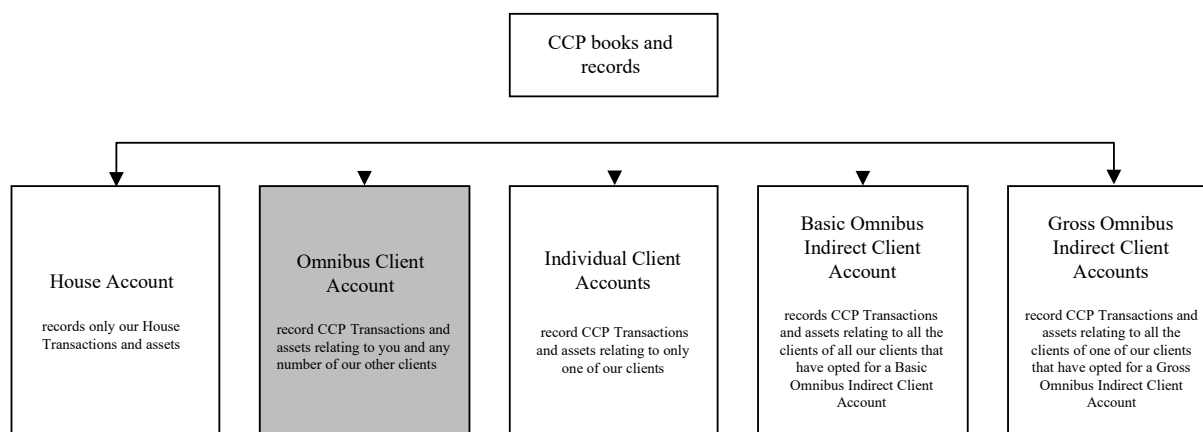 CCP books and
records
House Account
records only our House
Transactions and assets
Omnibus Client
Account
record CCP Transactions and
assets relating to you and any
number of our other clients
Individual Client
Accounts
record CCP Transactions
and assets relating to only
one of our clients
Basic Omnibus
Indirect Client
Account
records CCP Transactions
and assets relating to all the
clients of all our clients that
have opted for a Basic
Omnibus Indirect Client
Account
Gross Omnibus
Indirect Client
Accounts
record CCP Transactions and
assets relating to all the
clients of one of our clients
that have opted for a Gross
Omnibus Indirect Client
Account